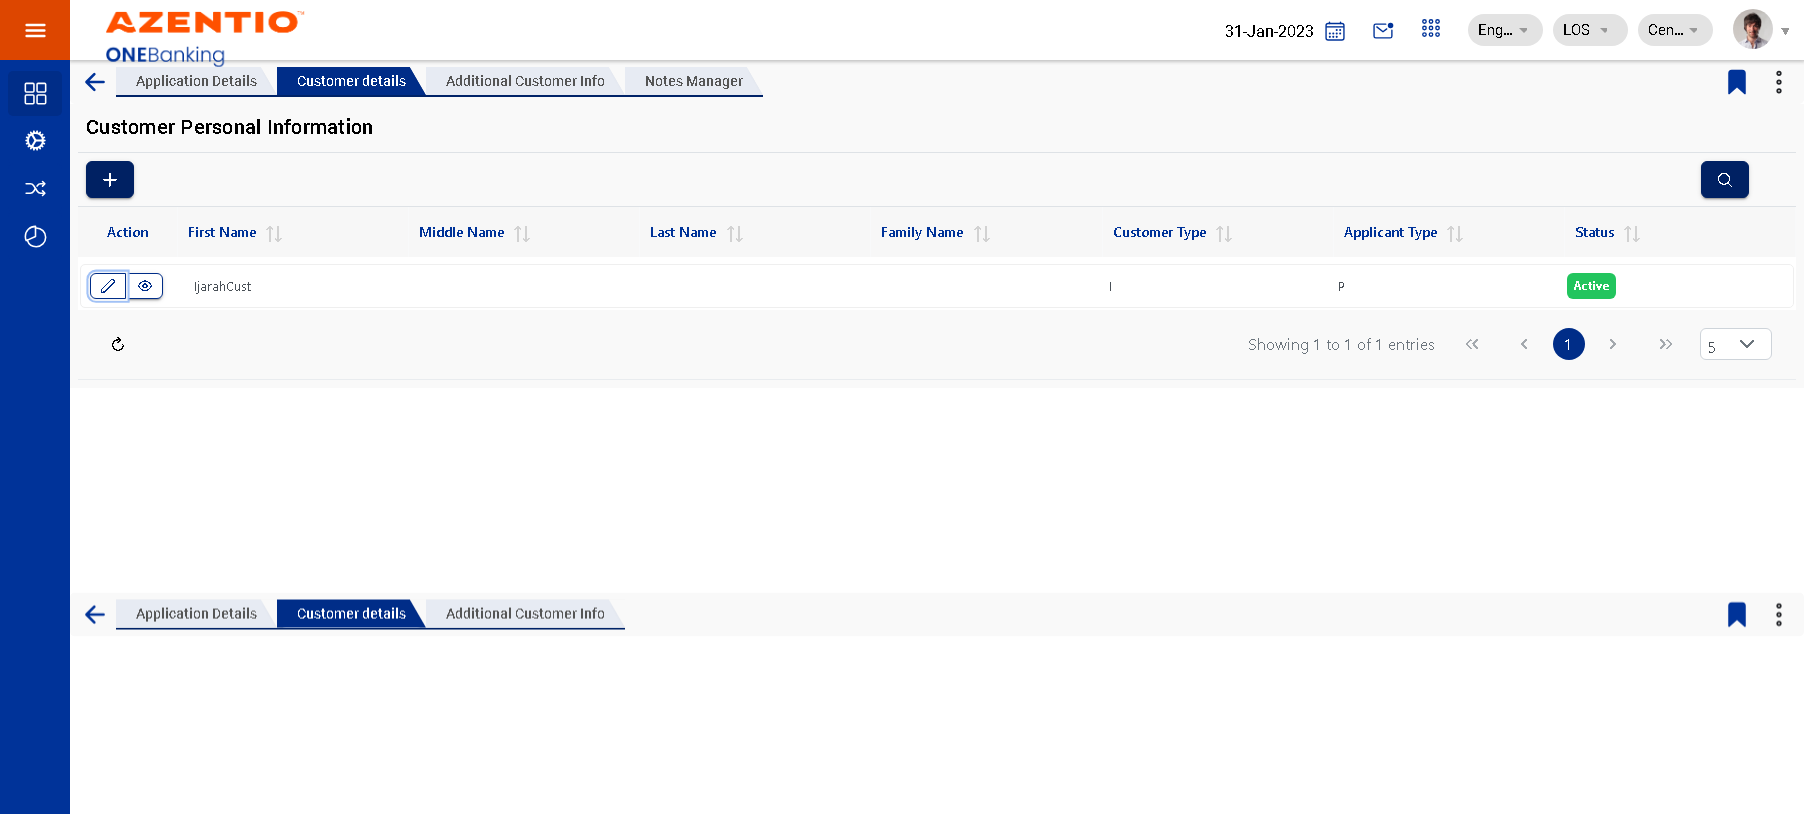 AZENTIO™
ONEBanking
31-Jan-2023
Eng...
LOS
Cen...
Application Details
Customer details
Additional Customer Info
Notes Manager
Customer Personal Information
Action
First Name
Middle Name
Last Name
Family Name
Customer Type
Applicant Type
Status
IjarahCust
I
P
Active
Showing 1 to 1 of 1 entries
1
5
Application Details
Customer details
Additional Customer Info